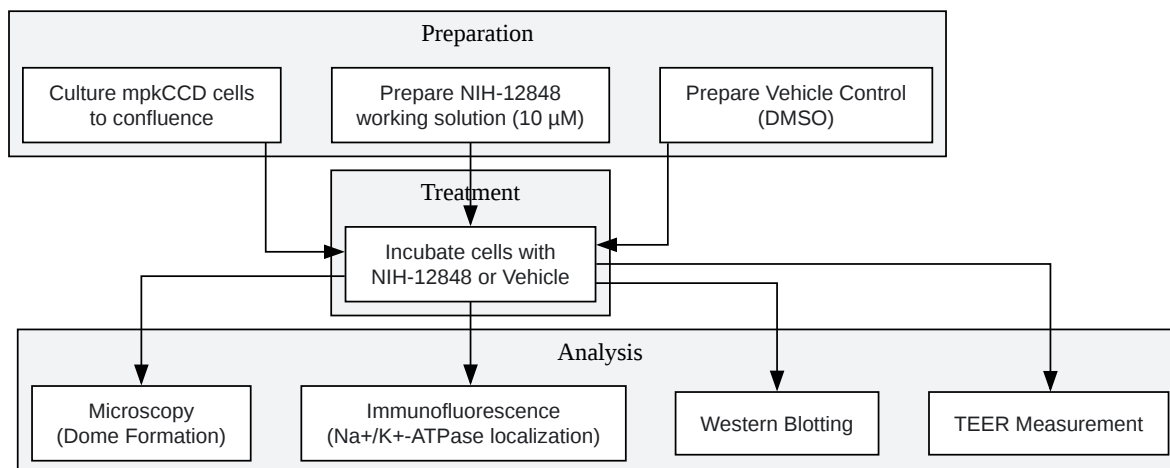 Preparation
Culture mpkCCD cells
to confluence
Prepare NIH-12848
working solution (10 µM)
Prepare Vehicle Control
(DMSO)
Treatment
Incubate cells with
NIH-12848 or Vehicle
Analysis
Microscopy
(Dome Formation)
Immunofluorescence
(Na+/K+-ATPase localization)
Western Blotting
TEER Measurement